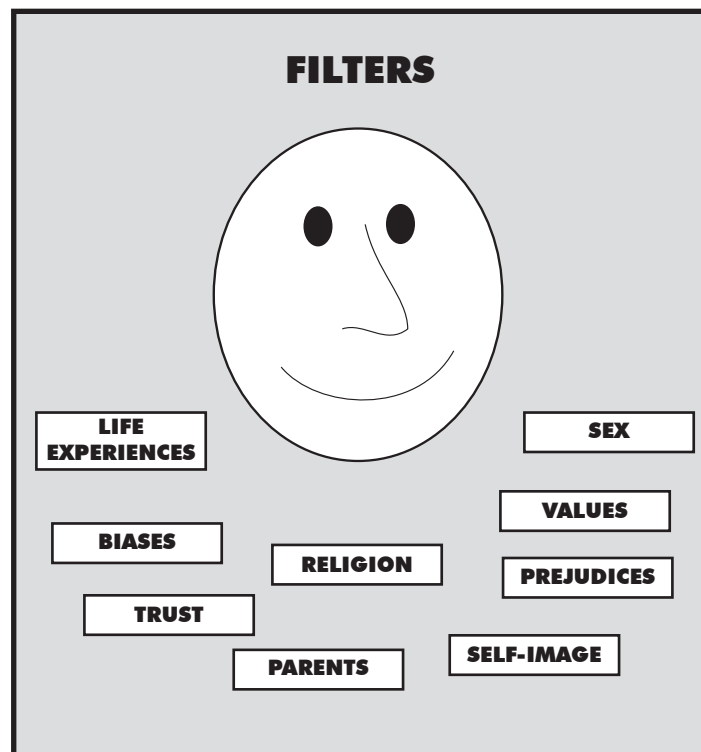 FILTERS
LIFE
EXPERIENCES
SEX
VALUES
BIASES
RELIGION
PREJUDICES
TRUST
SELF-IMAGE
PARENTS